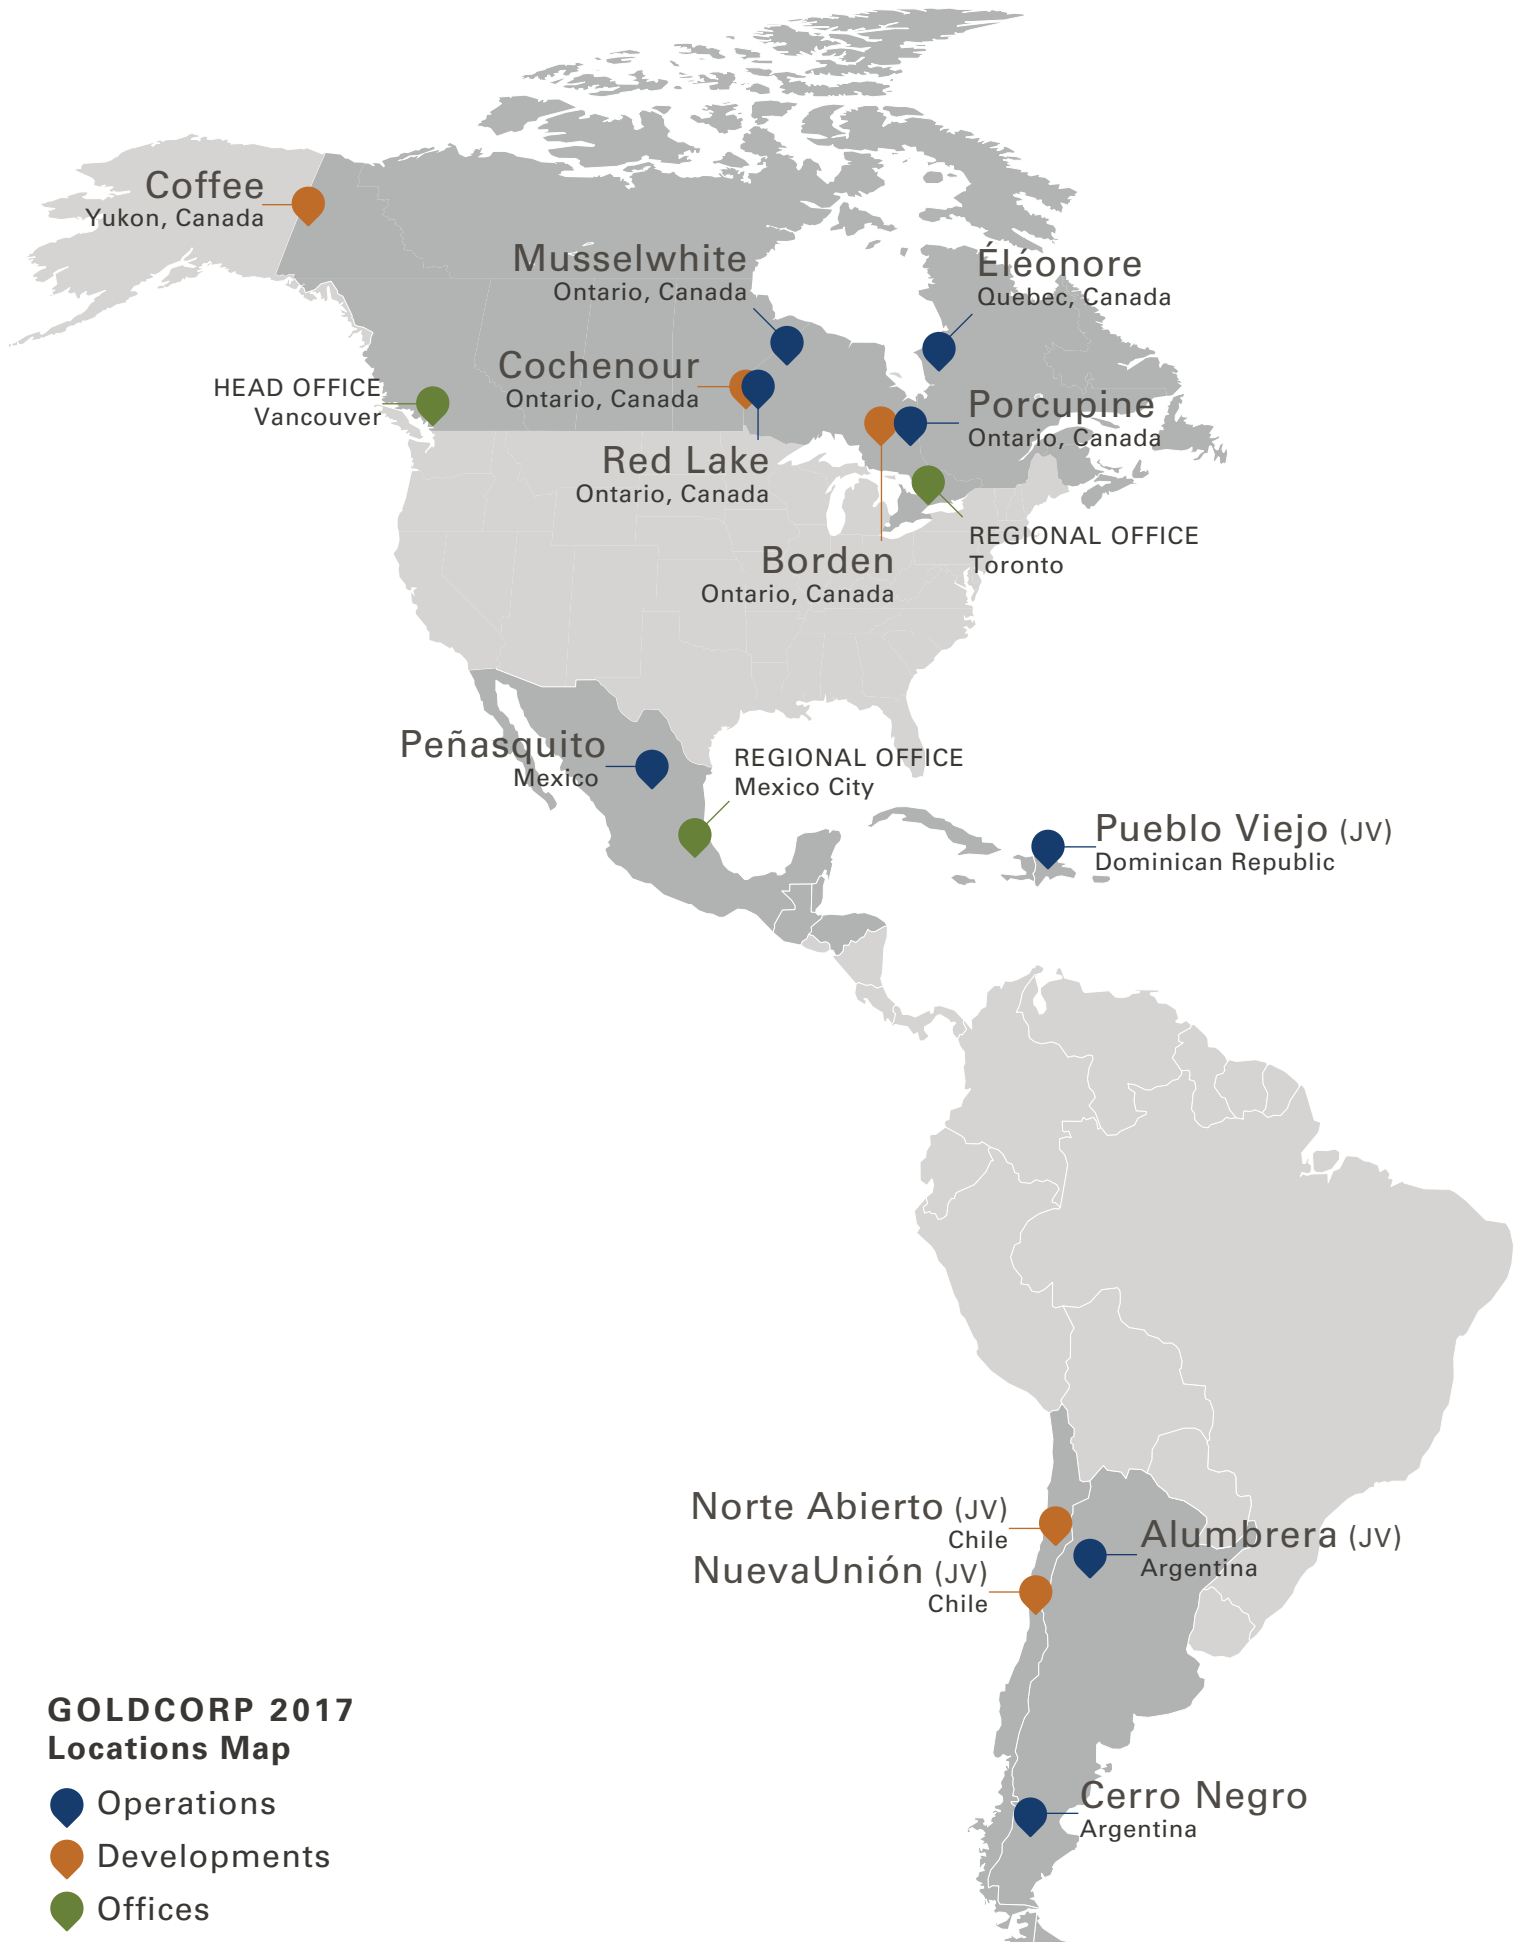 Coffee
Yukon, Canada
Musselwhite
Ontario, Canada
Éléonore
Quebec, Canada
Cochenour
Ontario, Canada
HEAD OFFICE
Vancouver
Porcupine
Ontario, Canada
Red Lake
Ontario, Canada
REGIONAL OFFICE
Toronto
Borden
Ontario, Canada
Peñasquito
Mexico
REGIONAL OFFICE
Mexico City
Pueblo Viejo (JV)
Dominican Republic
Norte Abierto (JV)
Chile
Alumbrera (JV)
Argentina
NuevaUnión (JV)
Chile
Cerro Negro
Argentina
GOLDCORP 2017
Locations Map
Operations
Developments
Offices